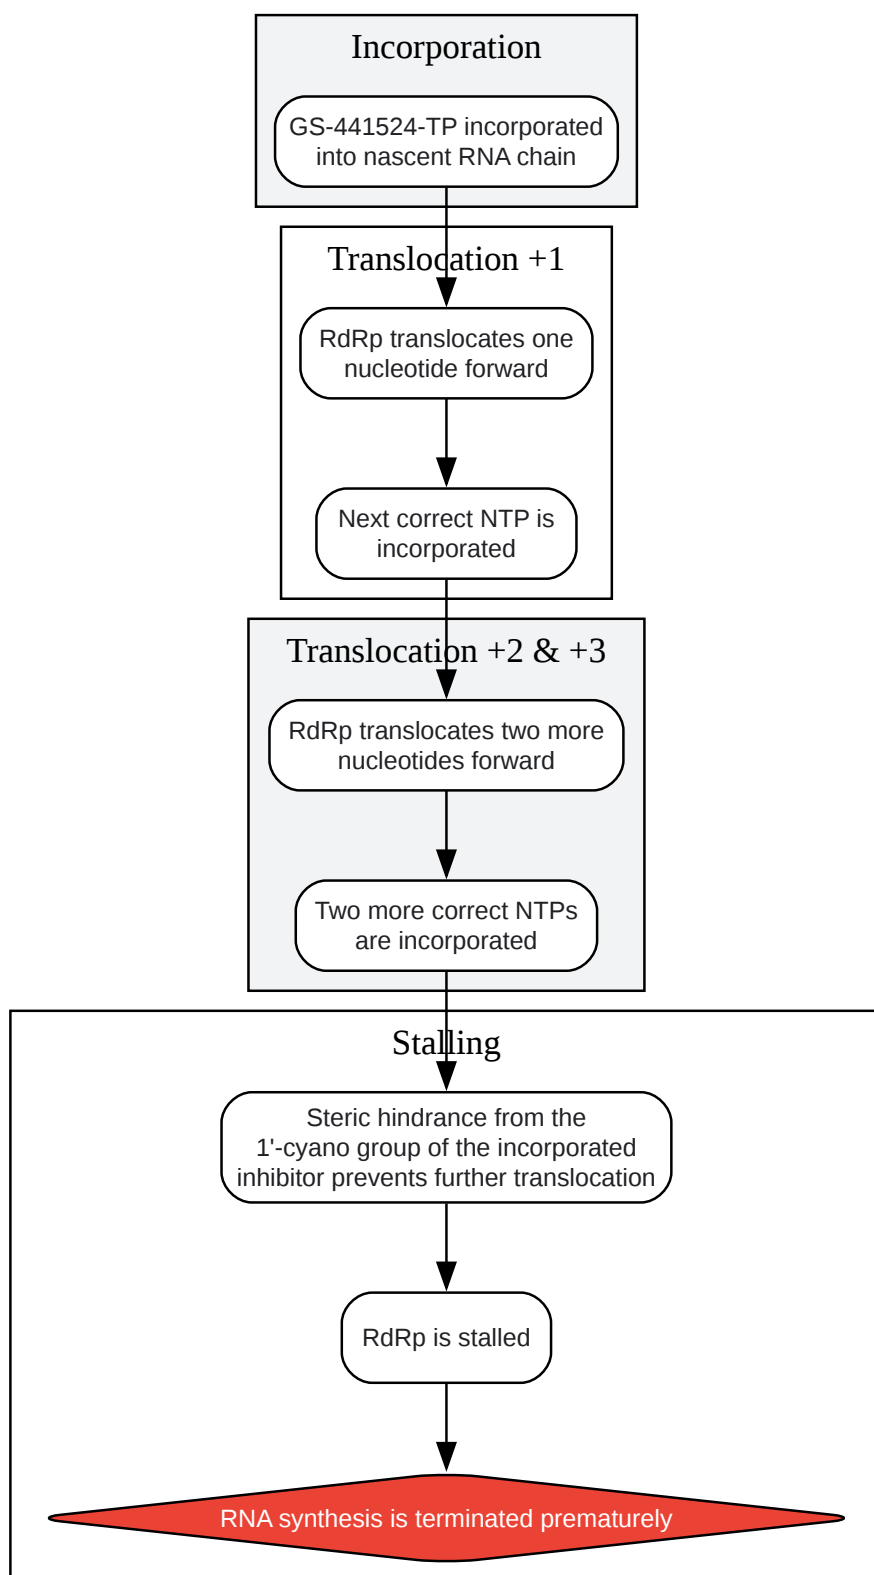 Incorporation
GS-441524-TP incorporated
into nascent RNA chain
Translocation +1
RdRp translocates one
nucleotide forward
Next correct NTP is
incorporated
Translocation +2 & +3
RdRp translocates two more
nucleotides forward
Two more correct NTPs
are incorporated
Stalling
Steric hindrance from the
1'-cyano group of the incorporated
inhibitor prevents further translocation
RdRp is stalled
RNA synthesis is terminated prematurely